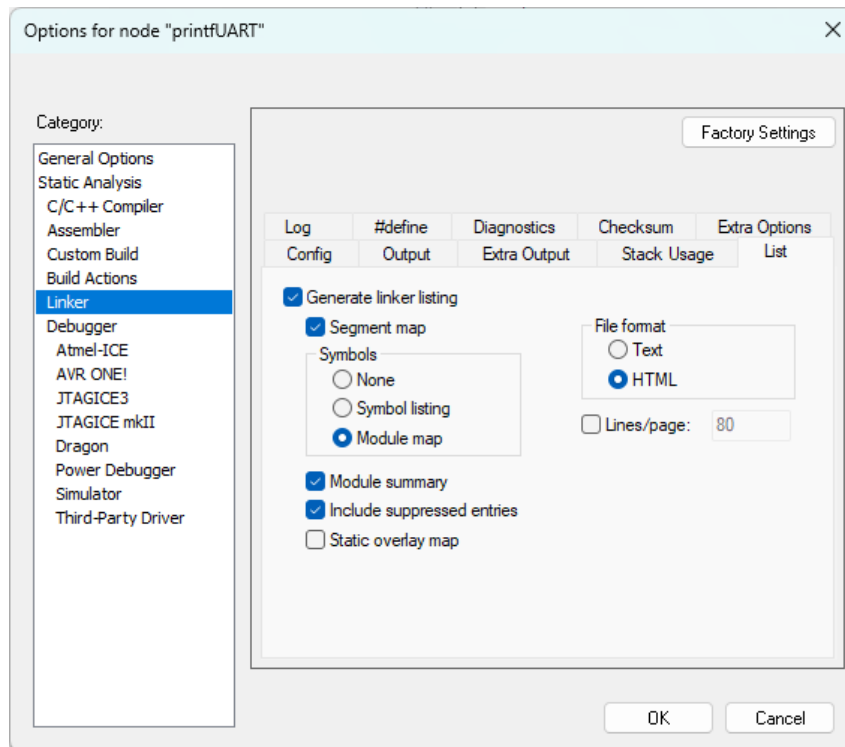 Options for node "printfUART"
Category:
General Options
Static Analysis
C/C++ Compiler
Assembler
Custom Build
Build Actions
Linker
Debugger
Atmel-ICE
AVR ONE!
JTAGICE3
JTAGICE mkII
Dragon
Power Debugger
Simulator
Third-Party Driver
Factory Settings
Log #define Diagnostics Checksum Extra Options
Config Output Extra Output Stack Usage List
Generate linker listing
Segment map
Symbols
None
Symbol listing
Module map
Module summary
Include suppressed entries
Static overlay map
File format
Text
HTML
Lines/page: 80
OK Cancel